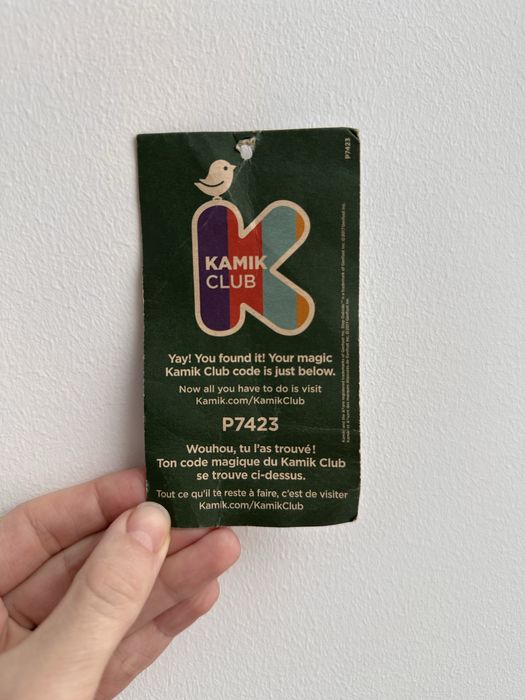 P7423
KAMIK
CLUB
Yay! You found it! Your magic
Kamik Club code is just below.
Now all you have to do is visit
Kamik.com/KamikClub
P7423
Wouhou, tu l'as trouvé!
Ton code magique du Kamik Club
se trouve ci-dessus.
Tout ce qu'il te reste à faire, c'est de visiter
Kamik.com/KamikClub